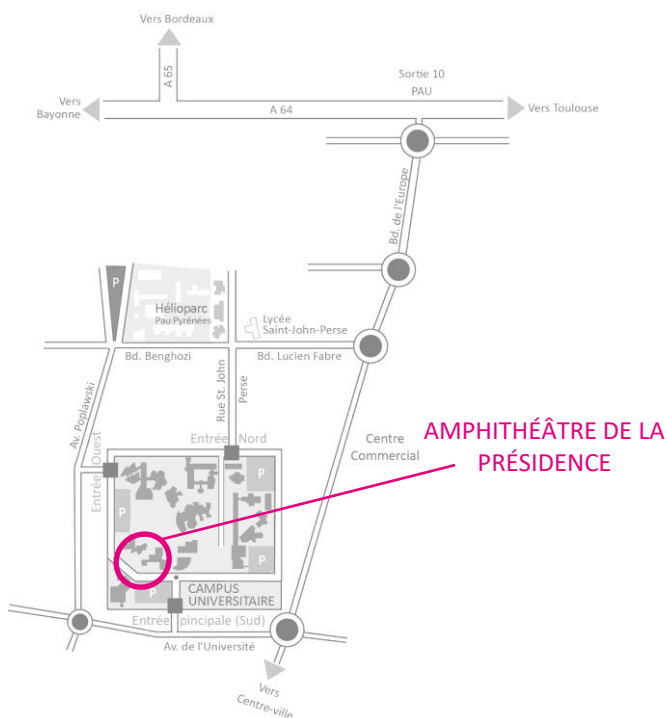 Vers Bordeaux
A 65
Sortie 10
PAU
Vers
Bayonne
A 64
Vers Toulouse
Bd. de l'Europe
P
Hélioparc
Pau Pyrénées
Lycée
Saint-John-Perse
Bd. Benghozi
Bd. Lucien Fabre
Rue St. John
Perse
Av. Poplawski
Entrée Nord
Entrée Ouest
Centre
Commercial
AMPHITHÉÂTRE DE LA
PRÉSIDENCE
P
P
P
P
CAMPUS
UNIVERSITAIRE
Entrée pincipale (Sud)
Av. de l'Université
Vers
Centre-ville